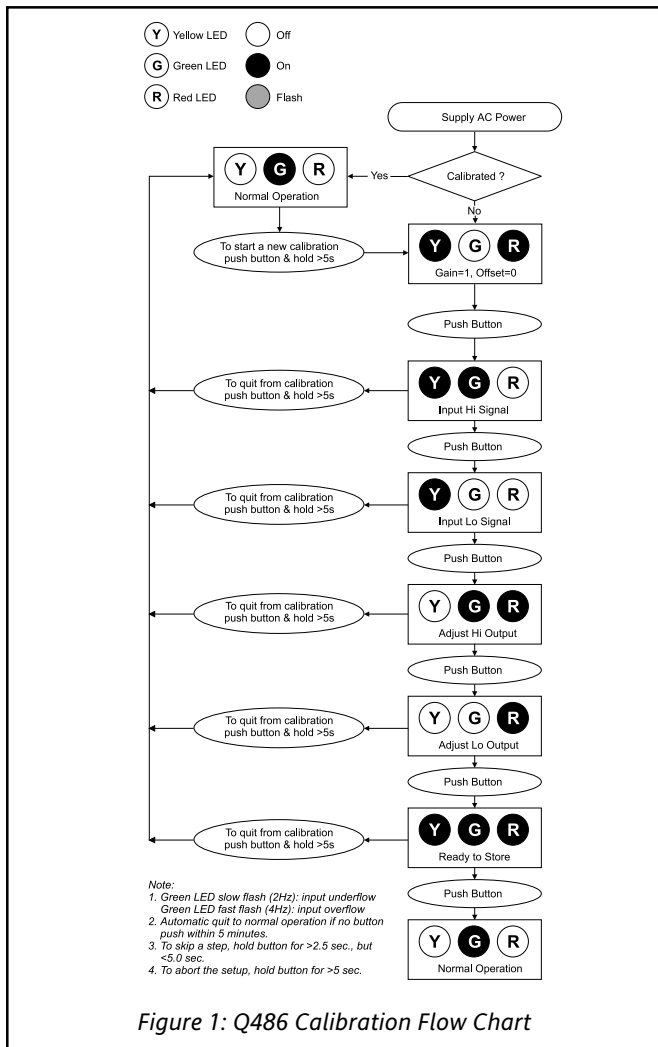 Y Yellow LED Off
G Green LED On
R Red LED Flash
Supply AC Power
Calibrated ?
Yes
No
Y G R
Normal Operation
To start a new calibration
push button & hold >5s
Y G R
Gain=1, Offset=0
Push Button
Y G R
Input Hi Signal
To quit from calibration
push button & hold >5s
Push Button
Y G R
Input Lo Signal
To quit from calibration
push button & hold >5s
Push Button
Y G R
Adjust Hi Output
To quit from calibration
push button & hold >5s
Push Button
Y G R
Adjust Lo Output
To quit from calibration
push button & hold >5s
Push Button
Y G R
Ready to Store
To quit from calibration
push button & hold >5s
Push Button
Y G R
Normal Operation
Note:
1. Green LED slow flash (2Hz): input underflow
Green LED fast flash (4Hz): input overflow
2. Automatic quit to normal operation if no button
push within 5 minutes.
3. To skip a step, hold button for >2.5 sec., but
<5.0 sec.
4. To abort the setup, hold button for >5 sec.
Figure 1: Q486 Calibration Flow Chart